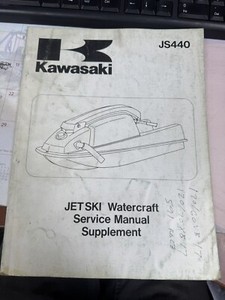 JS440
Kawasaki
JET SKI Watercraft
Service Manual
Supplement